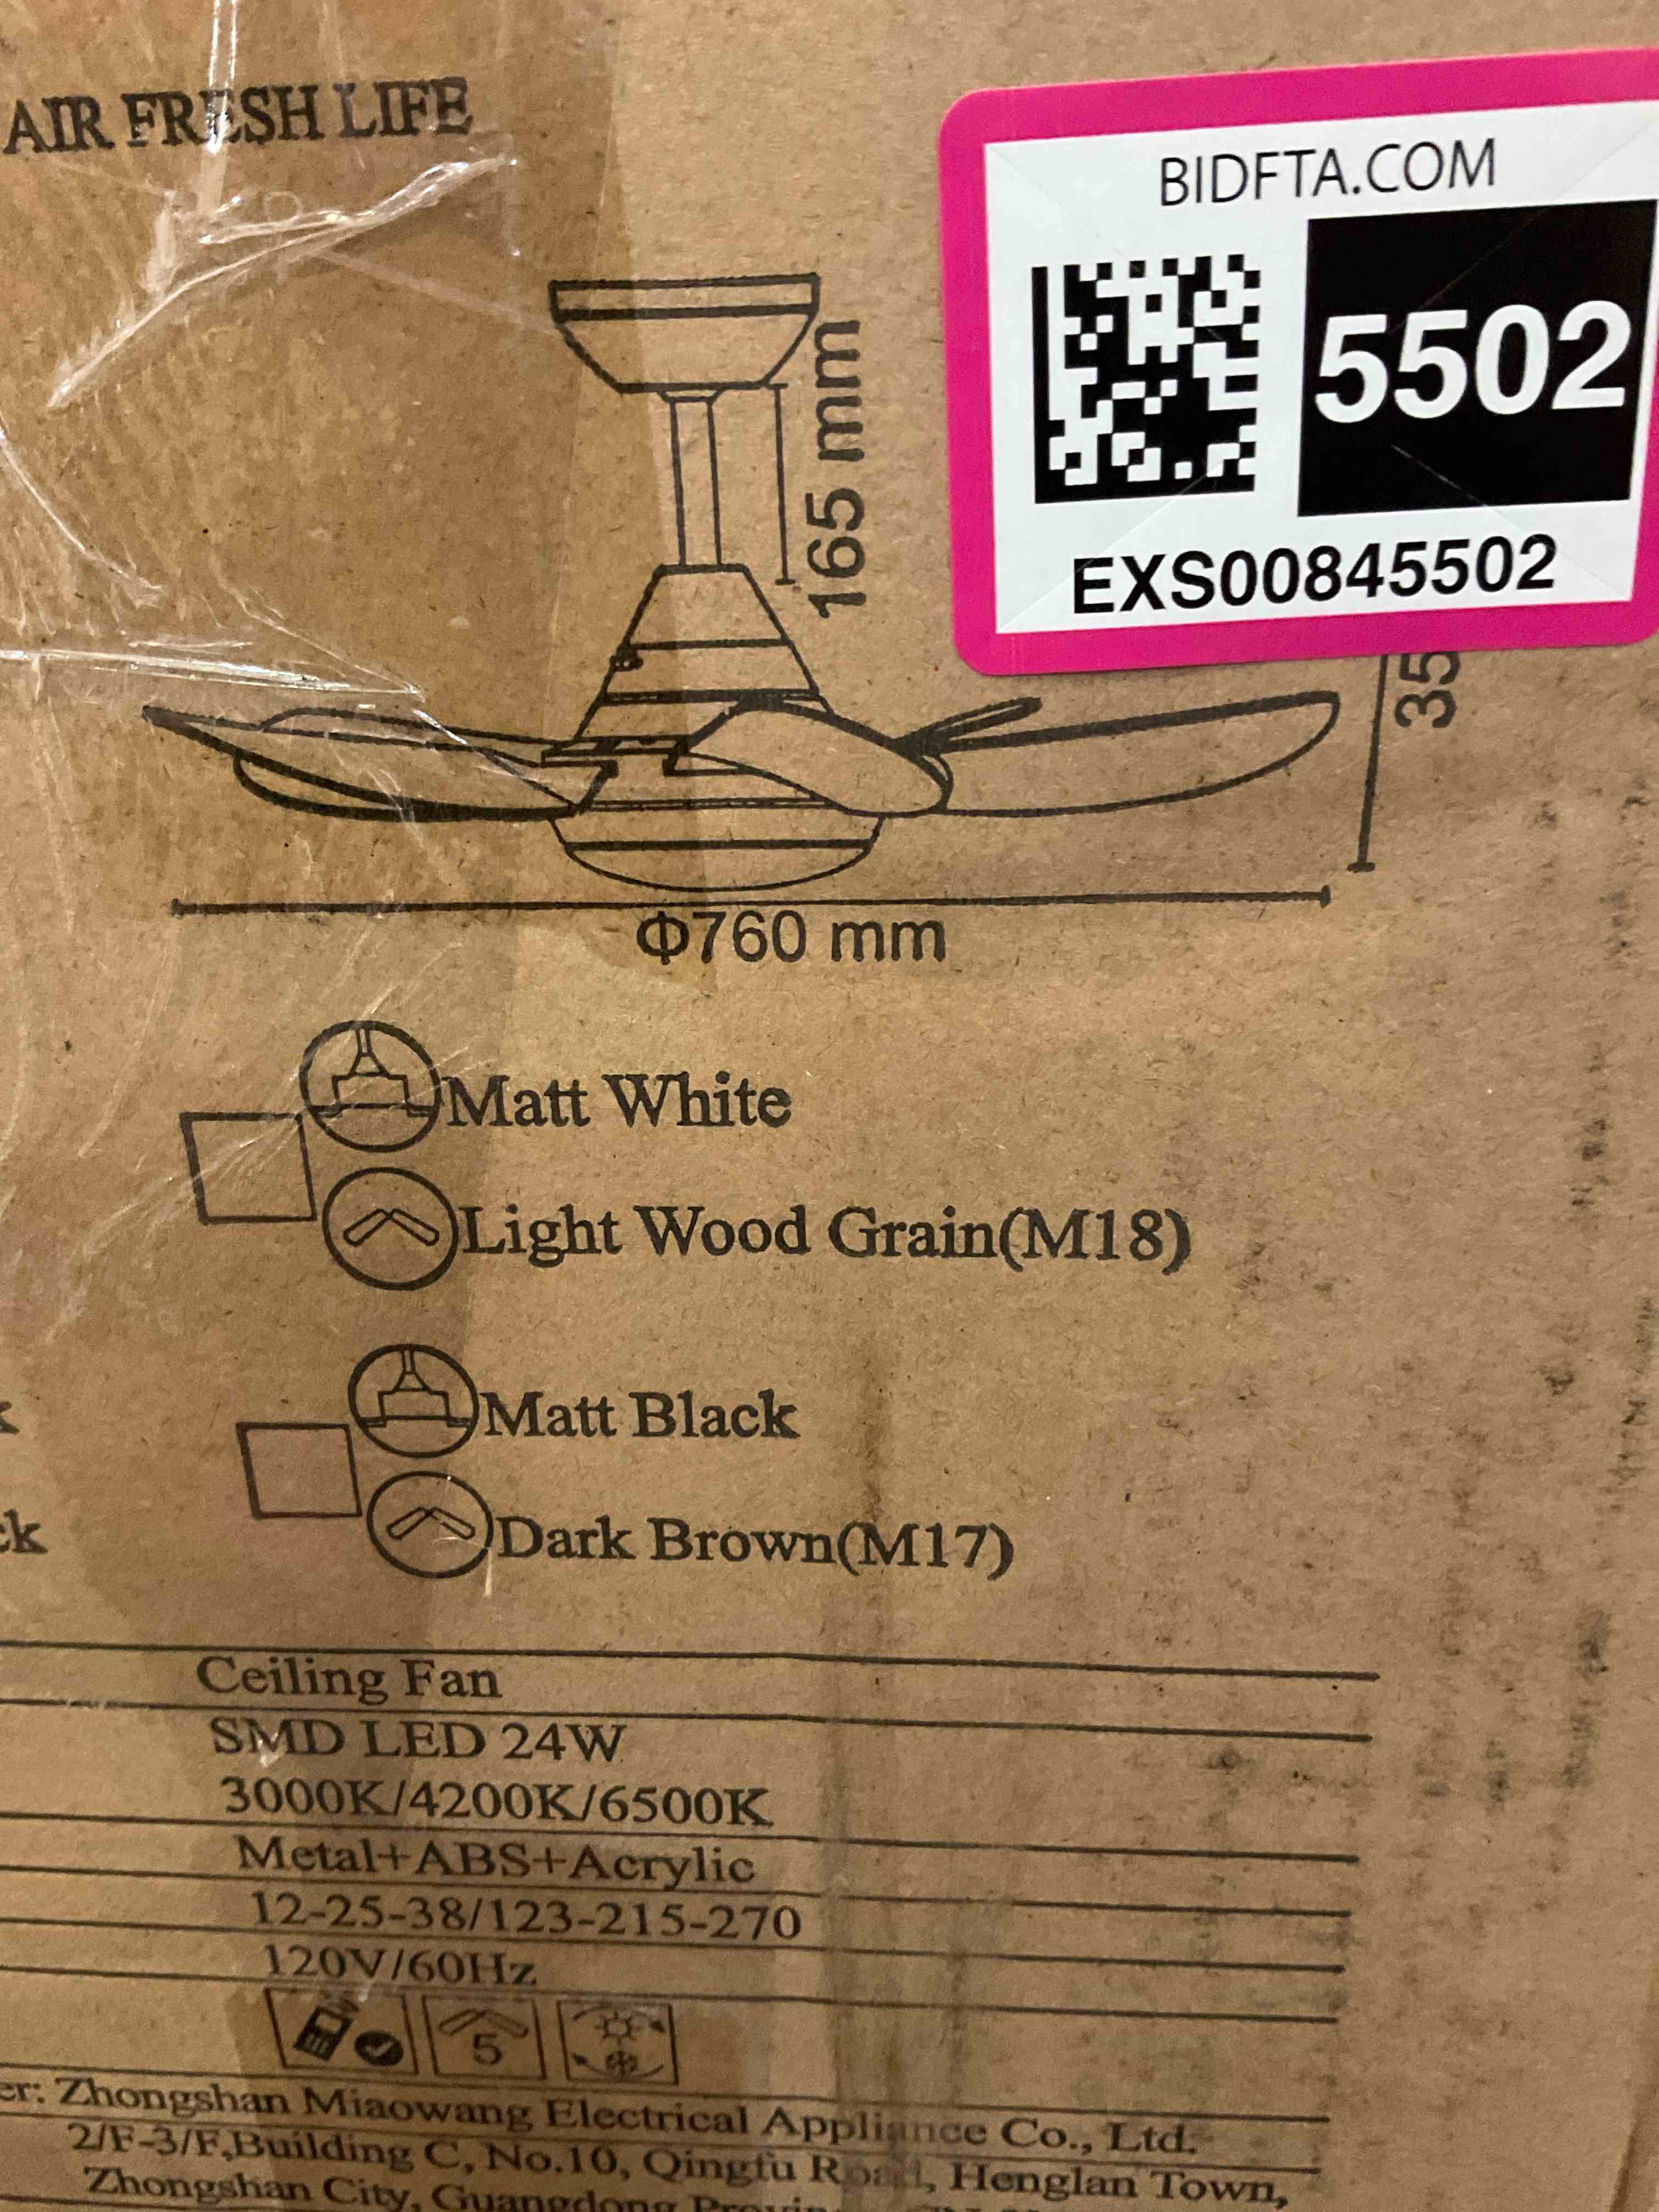 AIR FRESH LIFE
BIDFTA.COM
5502
EXS00845502
165 mm
35
Φ760 mm
Matt White
Light Wood Grain(M18)
Matt Black
Dark Brown(M17)
ck
Ceiling Fan
SMD LED 24W
3000K/4200K/6500K
Metal+ABS+Acrylic
12-25-38/123-215-270
120V/60Hz
5
er: Zhongshan Miaowang Electrical Appliance Co., Ltd.
2/F-3/F,Building C, No.10, Qingfu Road, Henglan Town,
Zhongshan City, Guangdong